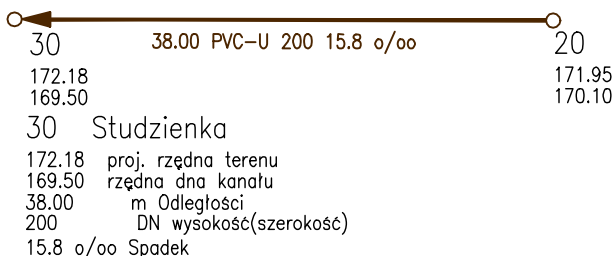 30 38.00 PVC-U 200 15.8 o/oo 20
172.18 171.95
169.50 170.10
30 Studzienka
172.18 proj. rzędna terenu
169.50 rzędna dna kanału
38.00 m Odległości
200 DN wysokość(szerokość)
15.8 o/oo Spadek